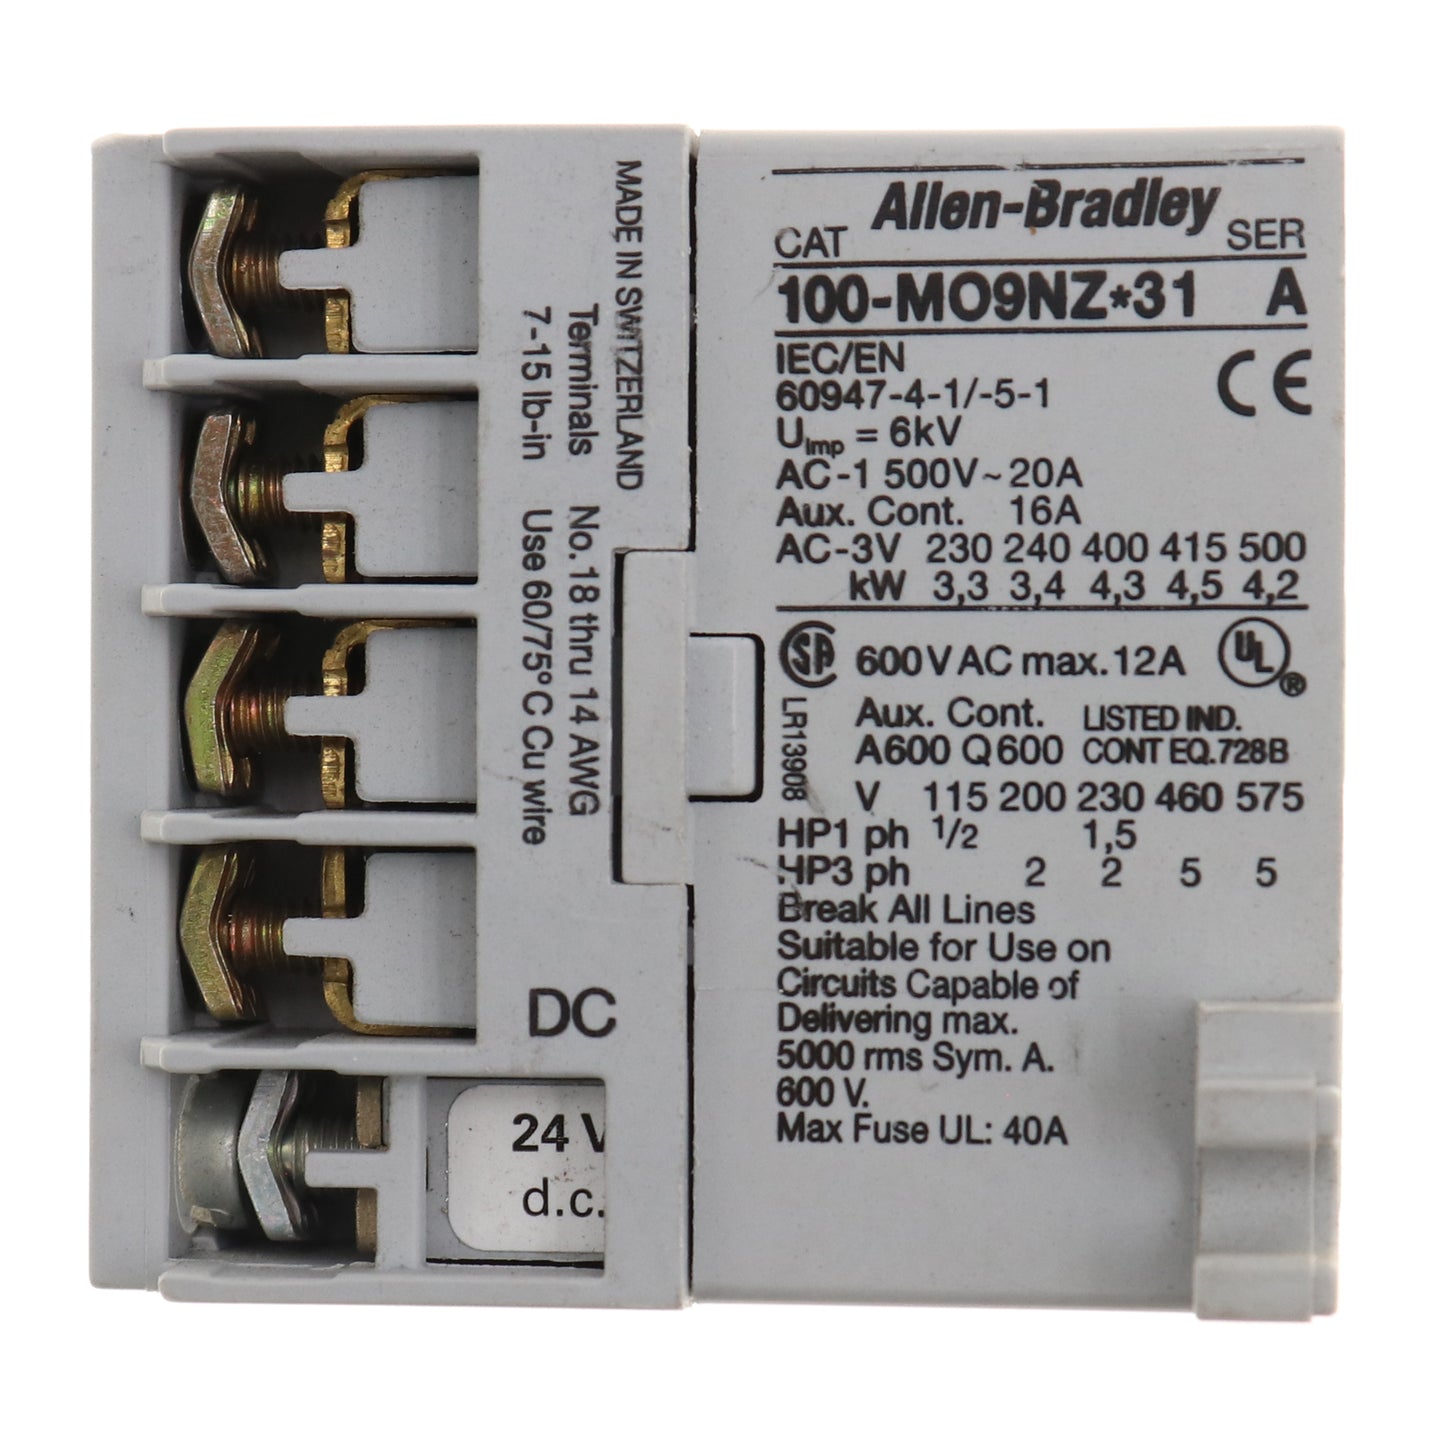 MADE IN SWITZERLAND
Terminals No. 18 thru 14 AWG
7-15 lb-in Use 60/75°C Cu wire
DC
24 V
d.c.
Allen-Bradley
CAT SER
100-MO9NZ*31 A
IEC/EN
60947-4-1/-5-1
CE
UImp = 6kV
AC-1 500V~20A
Aux. Cont. 16A
AC-3V 230 240 400 415 500
kW 3,3 3,4 4,3 4,5 4,2
SP 600V AC max. 12A UL®
LR13908
Aux. Cont. LISTED IND.
A600 Q600 CONT EQ.728B
V 115 200 230 460 575
HP1 ph 1/2 1,5
HP3 ph 2 2 5 5
Break All Lines
Suitable for Use on
Circuits Capable of
Delivering max.
5000 rms Sym. A.
600 V.
Max Fuse UL: 40A